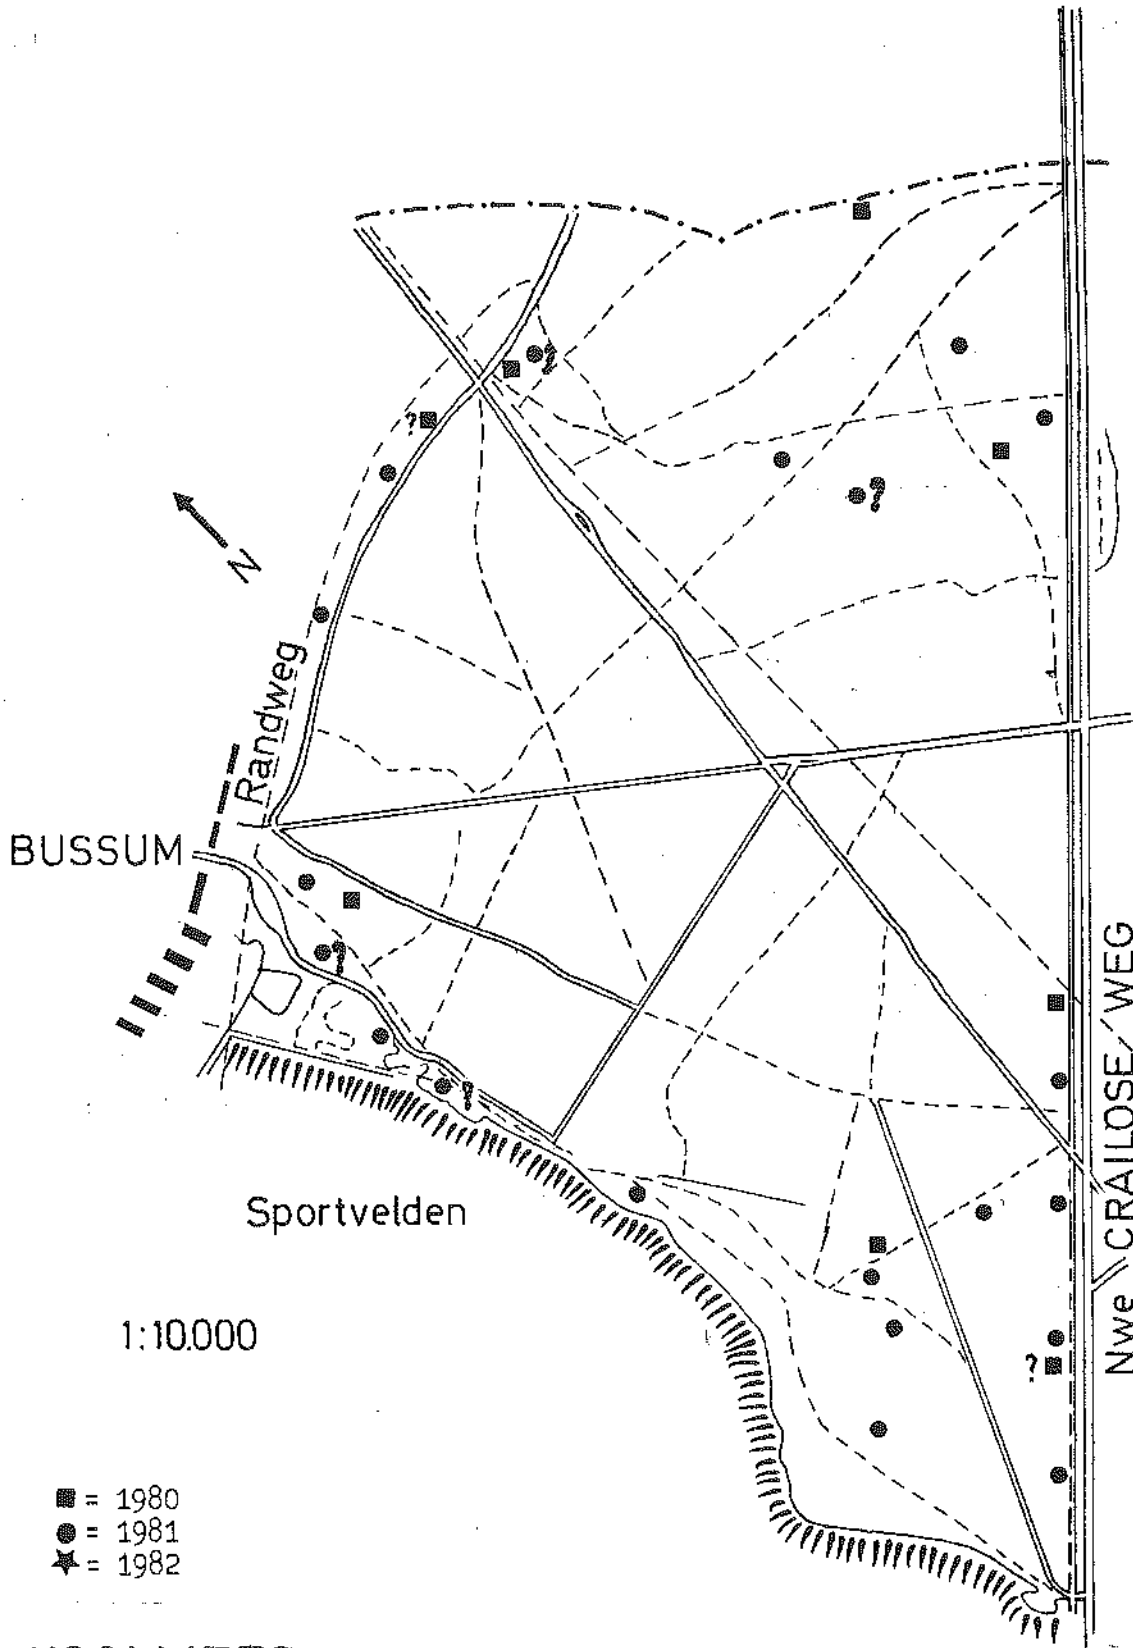 ?
?
?
N
Randweg
BUSSUM
?
?
Nwe CRAILOSE WEG
Sportvelden
1:10.000
?
■ = 1980
● = 1981
★ = 1982